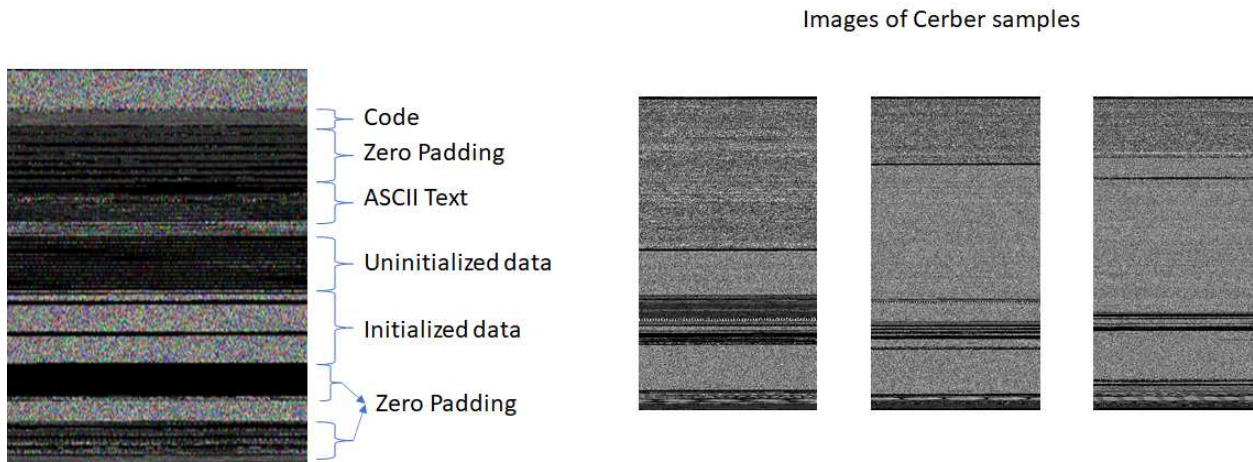 Images of Cerber samples
Code
Zero Padding
ASCII Text
Uninitialized data
Initialized data
Zero Padding